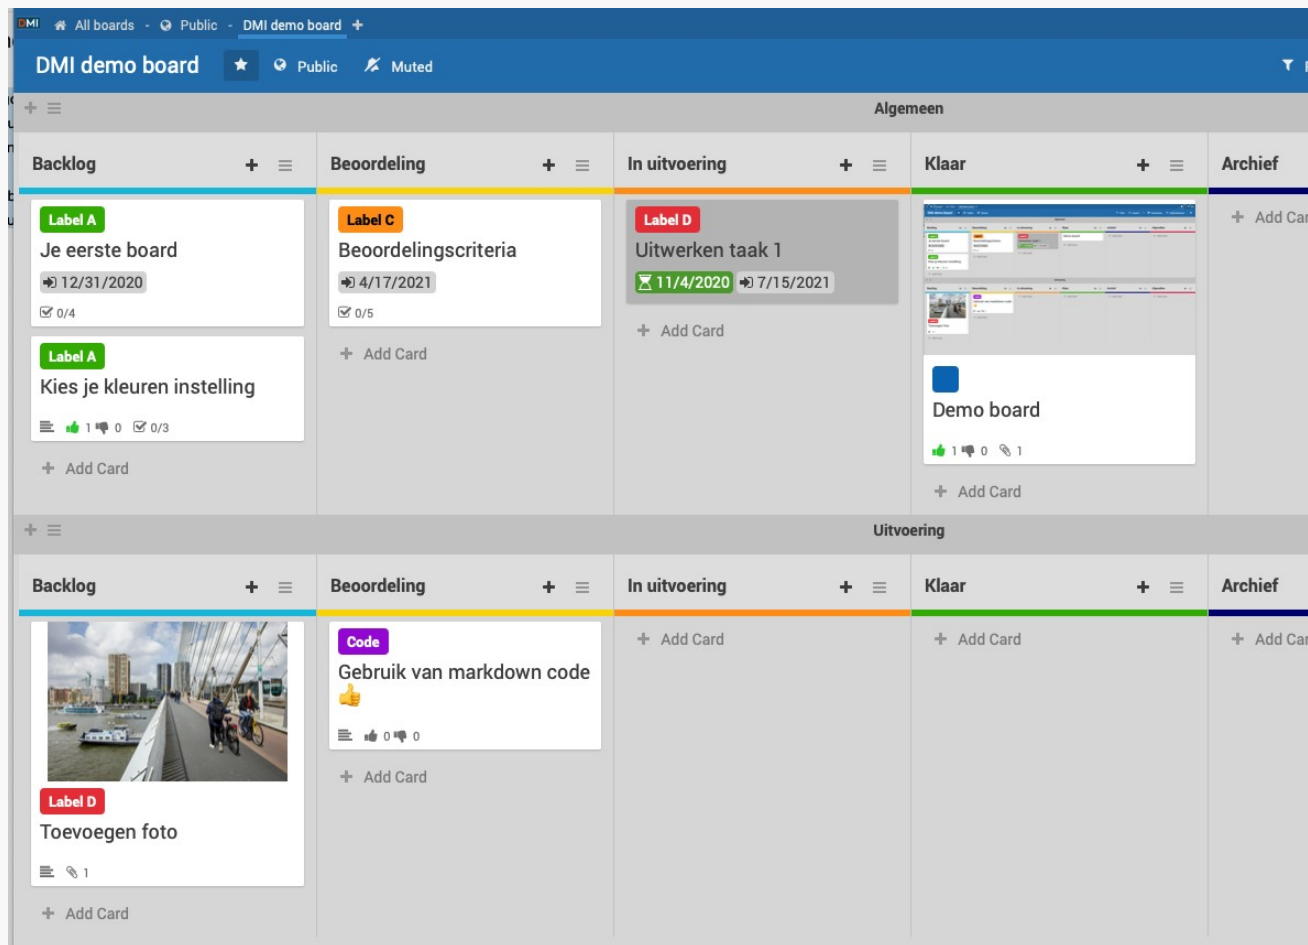 DMI All boards - Public - DMI demo board
DMI demo board Public Muted
Algemeen
Backlog Beoordeling In uitvoering Klaar Archief
Label A
Je eerste board
12/31/2020
0/4
Label A
Kies je kleuren instelling
1 0 0/3
Add Card
Label C
Beoordelingscriteria
4/17/2021
0/5
Add Card
Label D
Uitwerken taak 1
11/4/2020 7/15/2021
Add Card
Demo board
1 0 1
Add Card
Add
Uitvoering
Backlog Beoordeling In uitvoering Klaar Archief
Label D
Toevoegen foto
1
Add Card
Code
Gebruik van markdown code
0 0
Add Card
Add Card
Add Card
Add